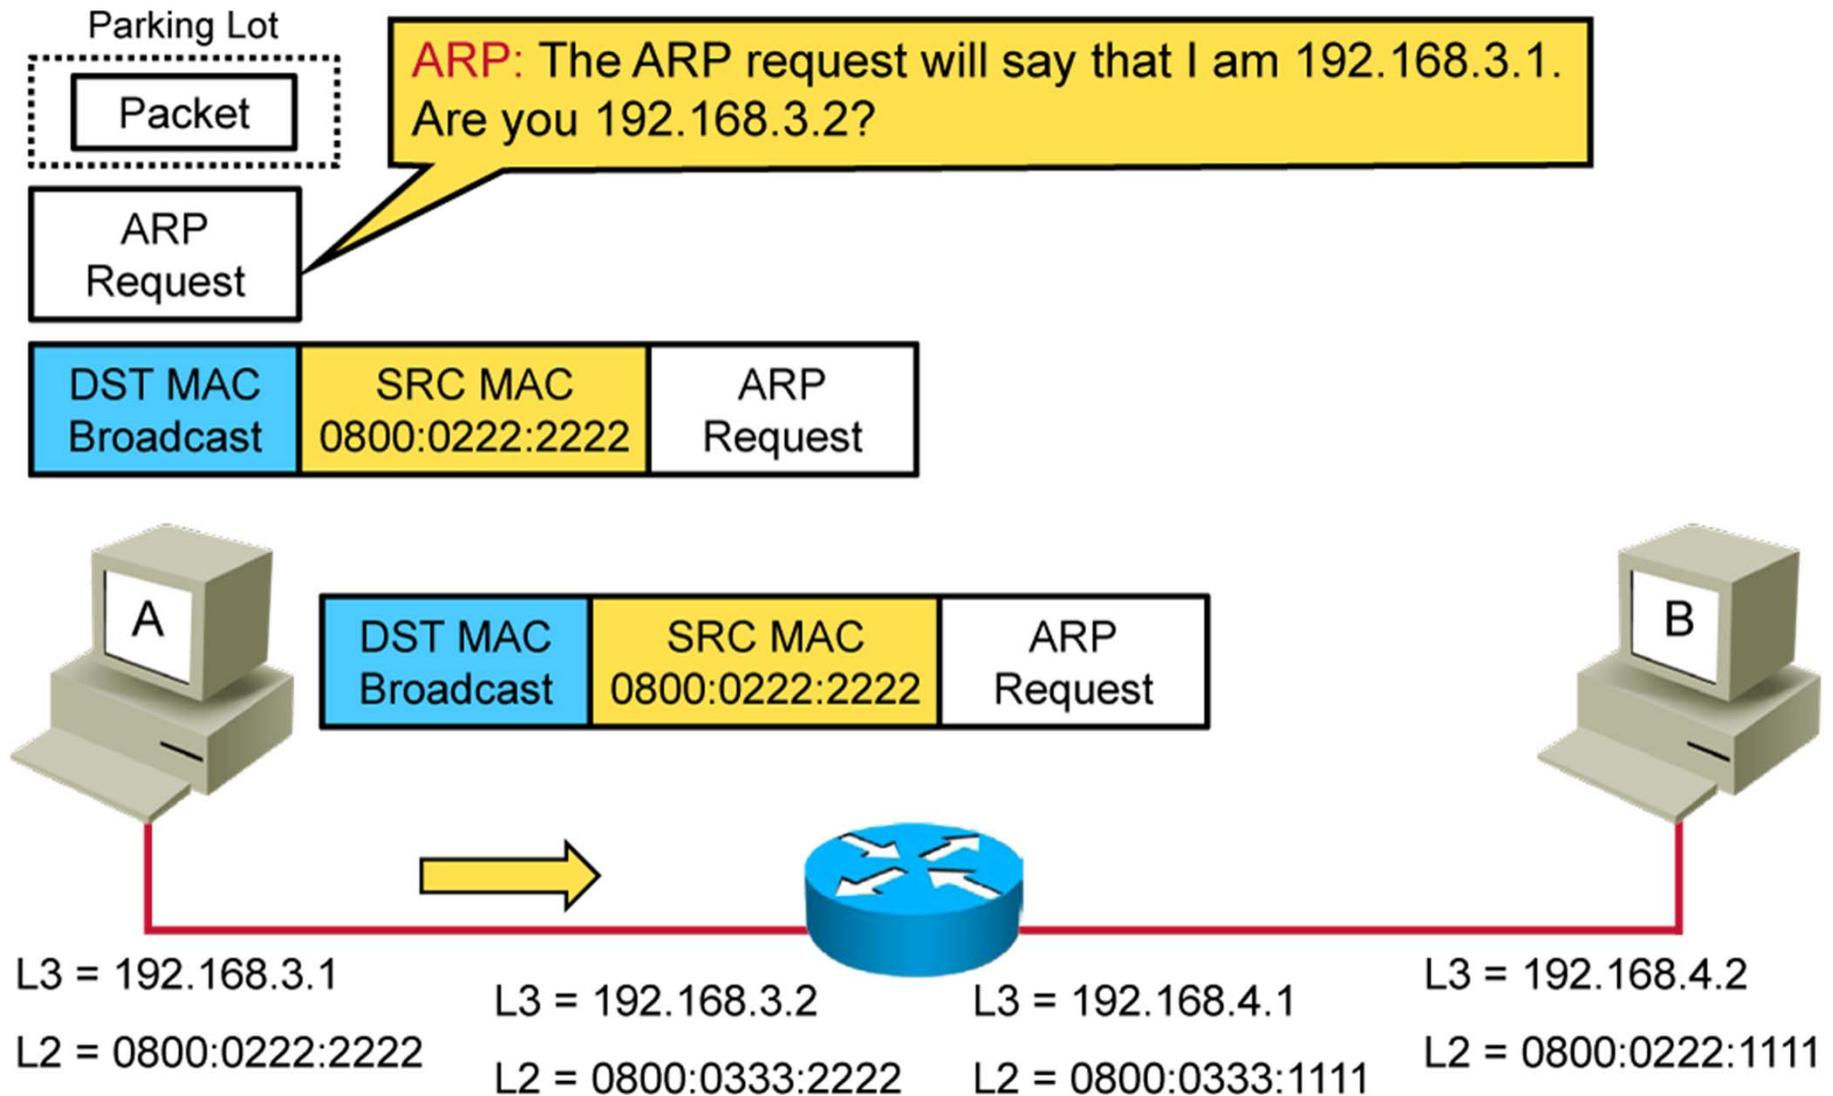 Parking Lot
Packet
ARP: The ARP request will say that I am 192.168.3.1.
Are you 192.168.3.2?
ARP
Request
DST MAC
Broadcast
SRC MAC
0800:0222:2222
ARP
Request
A
DST MAC
Broadcast
SRC MAC
0800:0222:2222
ARP
Request
B
L3 = 192.168.3.1
L2 = 0800:0222:2222
L3 = 192.168.3.2
L2 = 0800:0333:2222
L3 = 192.168.4.1
L2 = 0800:0333:1111
L3 = 192.168.4.2
L2 = 0800:0222:1111